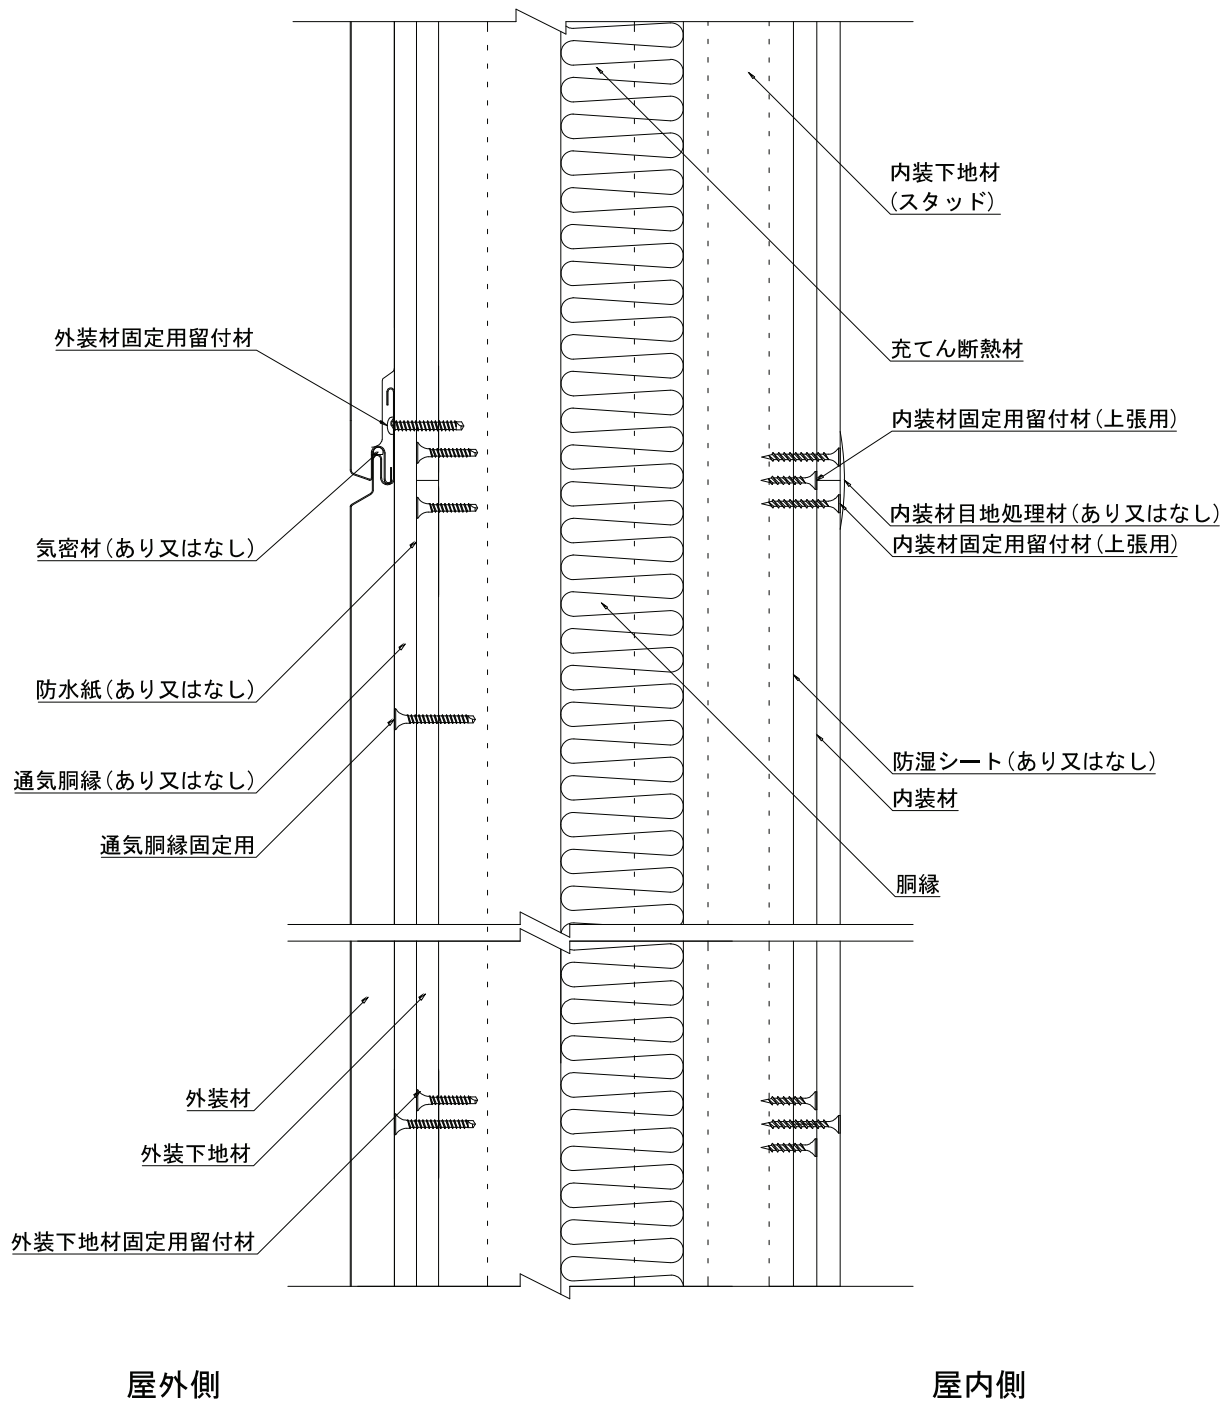 内装下地材
(スタッド)
外装材固定用留付材
充てん断熱材
内装材固定用留付材(上張用)
内装材目地処理材(あり又はなし)
気密材(あり又はなし)
内装材固定用留付材(上張用)
防水紙(あり又はなし)
防湿シート(あり又はなし)
通気胴縁(あり又はなし)
内装材
通気胴縁固定用
胴縁
外装材
外装下地材
外装下地材固定用留付材
屋外側
屋内側